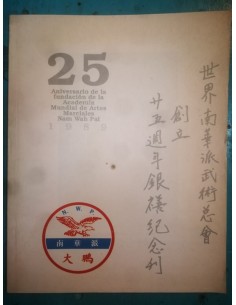 25
Aniversario de la
fundación de la
Academia
Mundial de Artes
Marciales
Nam Wah Pai
世界南華派武術总會
創立
廿五週年銀禧紀念刊
N.W.P.
南華派
大鵬